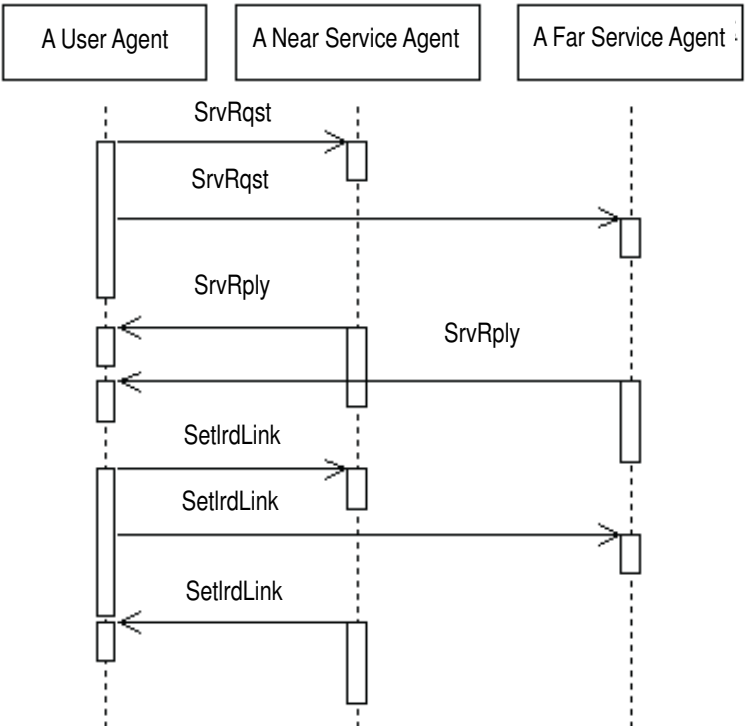 A User Agent
A Near Service Agent
A Far Service Agent
SrvRqst
SrvRqst
SrvRply
SrvRply
SetIrdLink
SetIrdLink
SetIrdLink